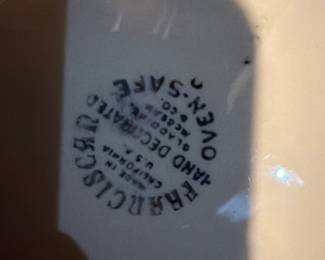 FRANCISCAN
OVEN-SAFE
HAND DECORATED
GLADDING,
McBEAN
& CO.
MADE IN
CALIFORNIA
U.S.A.